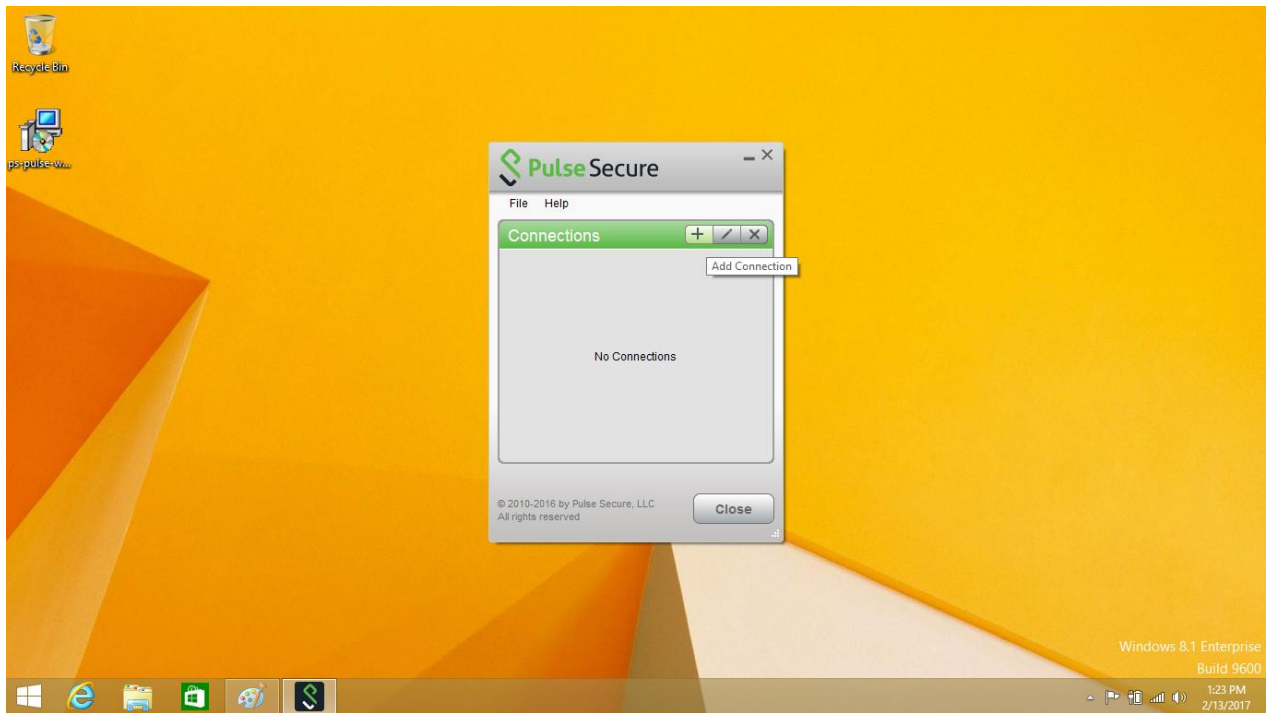 Recycle Bin
ps-pulse-w...
Pulse Secure
File Help
Connections
Add Connection
No Connections
© 2010-2016 by Pulse Secure, LLC
All rights reserved
Close
Windows 8.1 Enterprise
Build 9600
1:23 PM
2/13/2017